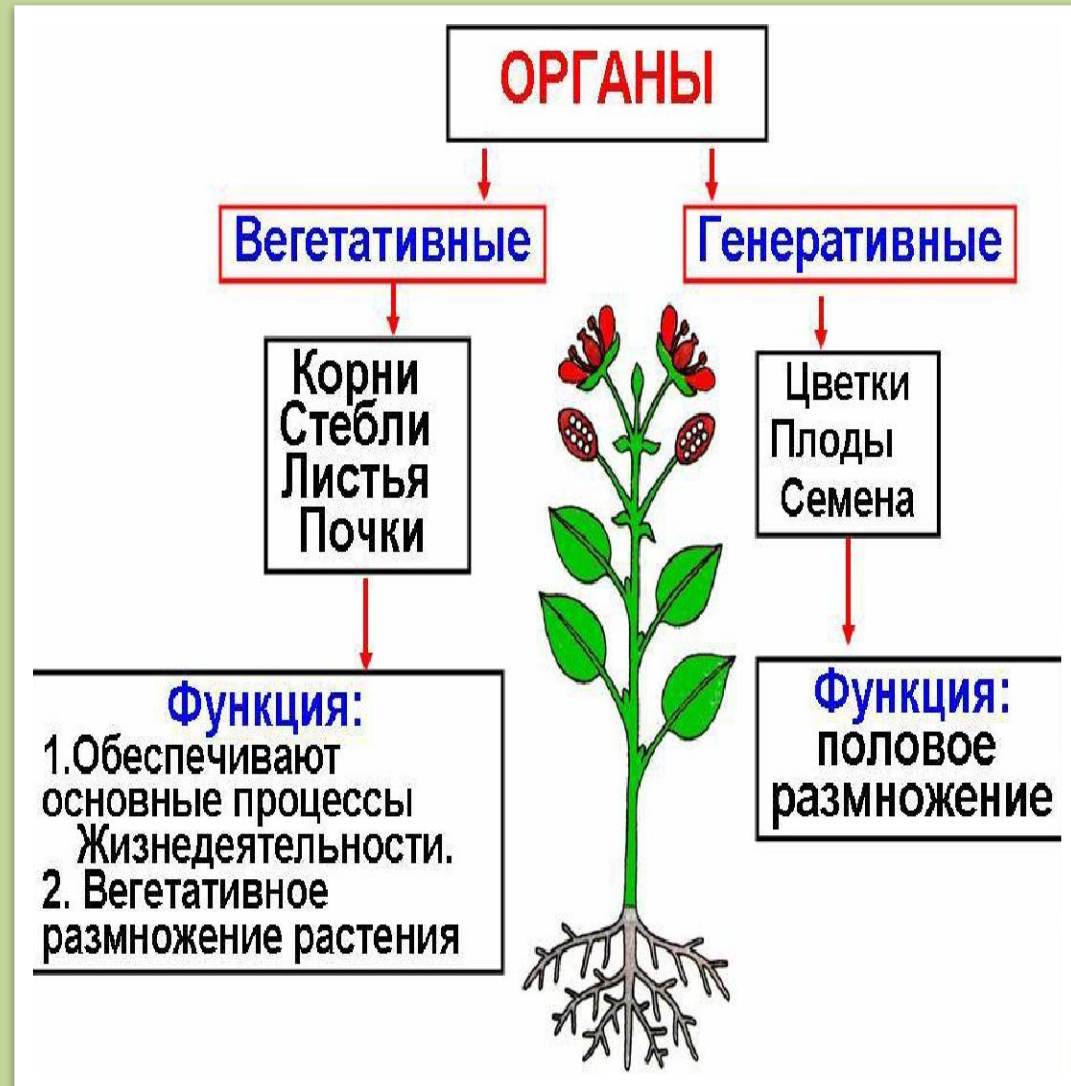 ОРГАНЫ
Вегетативные
Генеративные
Корни
Стебли
Листья
Почки
Цветки
Плоды
Семена
Функция:
1.Обеспечивают
основные процессы
Жизнедеятельности.
2. Вегетативное
размножение растения
Функция:
половое
размножение